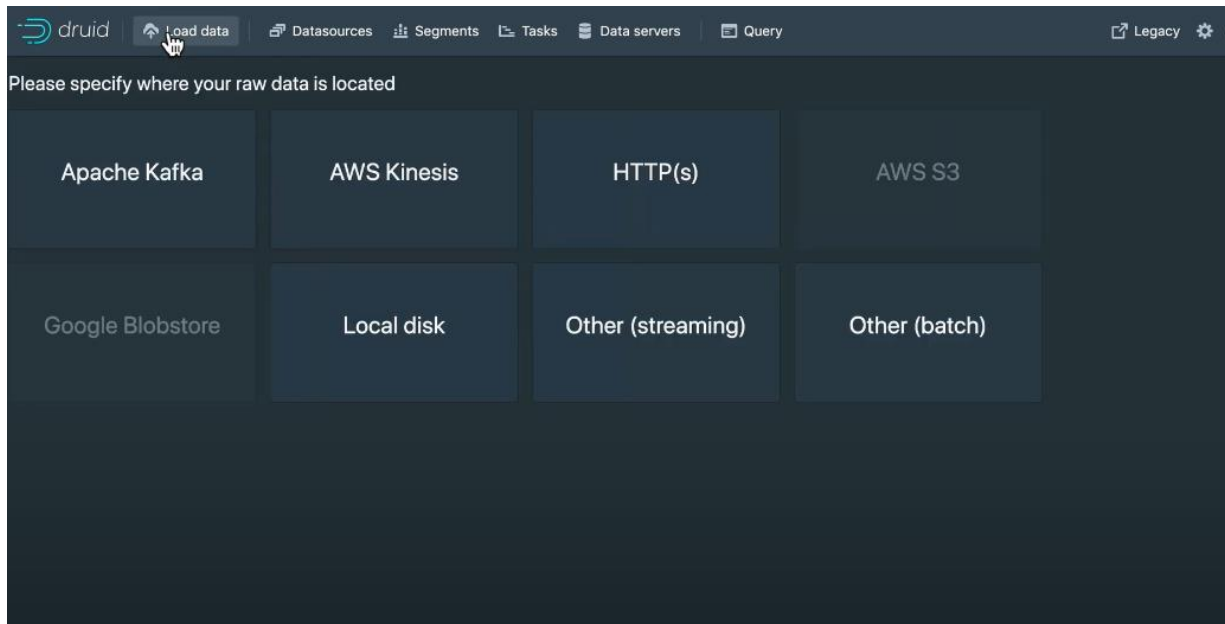 druid Load data Datasources Segments Tasks Data servers Query Legacy
Please specify where your raw data is located
Apache Kafka AWS Kinesis HTTP(s) AWS S3
Google Blobstore Local disk Other (streaming) Other (batch)